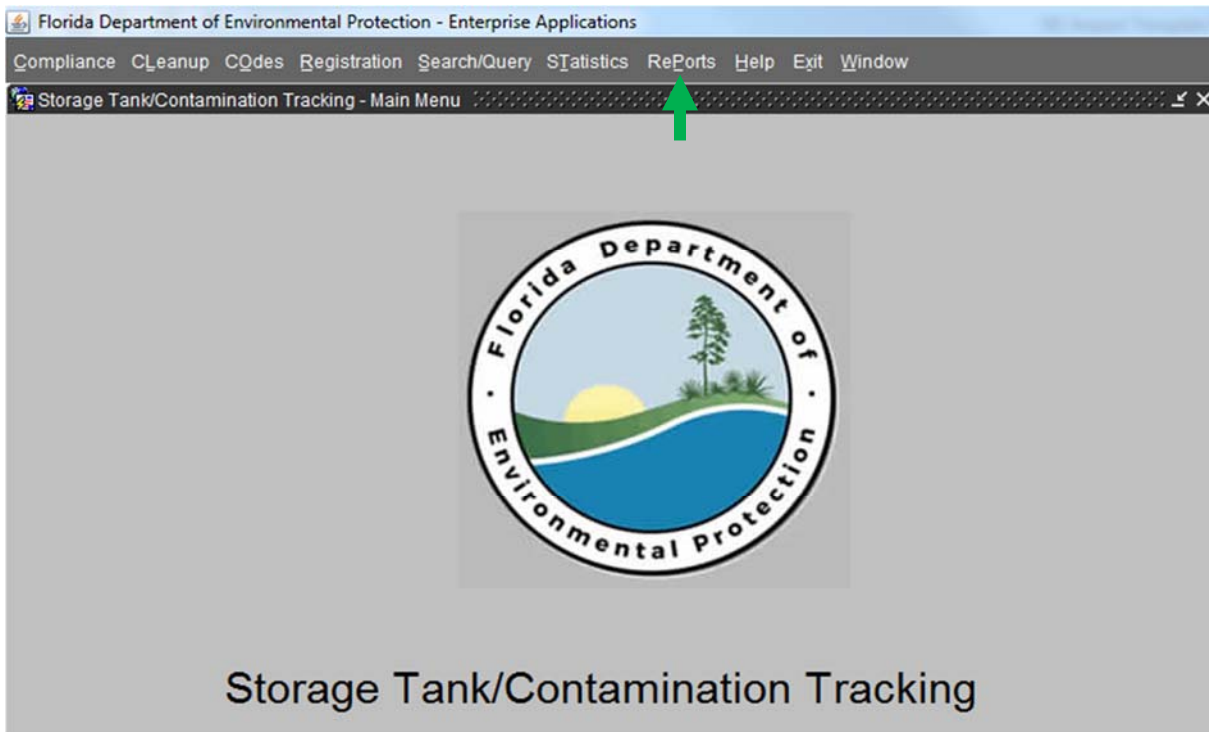 Florida Department of Environmental Protection - Enterprise Applications
Compliance CLeanup COdes Registration Search/Query STatistics RePorts Help Exit Window
Storage Tank/Contamination Tracking - Main Menu
Florida Department of
Environmental Protection
Storage Tank/Contamination Tracking